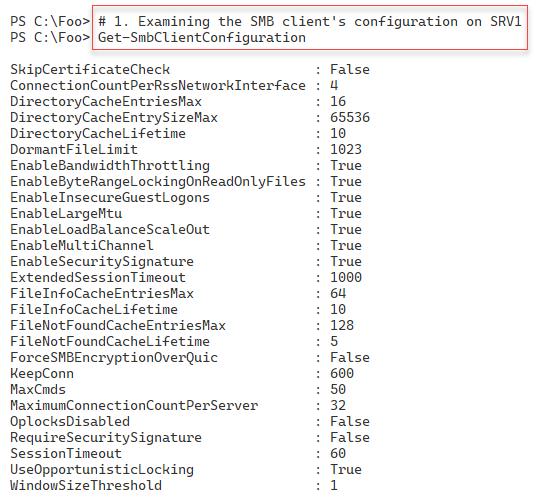 PS C:\Foo> # 1. Examining the SMB client's configuration on SRV1
PS C:\Foo> Get-SmbClientConfiguration
SkipCertificateCheck : False
ConnectionCountPerRssNetworkInterface : 4
DirectoryCacheEntriesMax : 16
DirectoryCacheEntrySizeMax : 65536
DirectoryCacheLifetime : 10
DormantFileLimit : 1023
EnableBandwidthThrottling : True
EnableByteRangeLockingOnReadOnlyFiles : True
EnableInsecureGuestLogons : True
EnableLargeMtu : True
EnableLoadBalanceScaleOut : True
EnableMultiChannel : True
EnableSecuritySignature : True
ExtendedSessionTimeout : 1000
FileInfoCacheEntriesMax : 64
FileInfoCacheLifetime : 10
FileNotFoundCacheEntriesMax : 128
FileNotFoundCacheLifetime : 5
ForceSMBEncryptionOverQuic : False
KeepConn : 600
MaxCmds : 50
MaximumConnectionCountPerServer : 32
OplocksDisabled : False
RequireSecuritySignature : False
SessionTimeout : 60
UseOpportunisticLocking : True
WindowSizeThreshold : 1